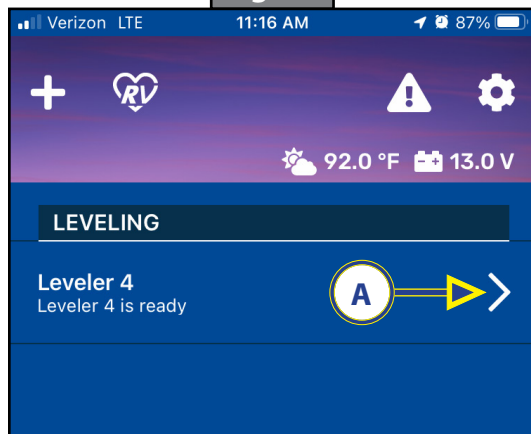 Verizon LTE 11:16 AM 87%
RV
92.0 °F 13.0 V
LEVELING
Leveler 4
Leveler 4 is ready
A